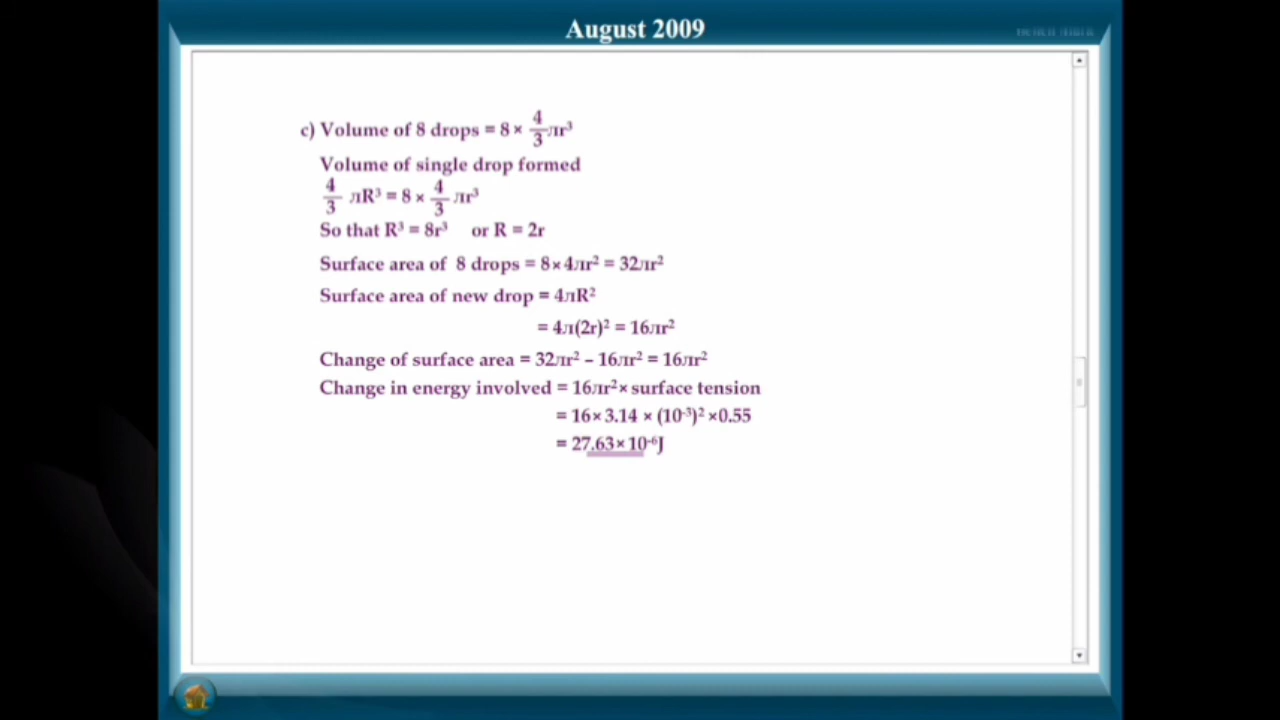 August 2009
c) Volume of 8 drops = 8 × 4/3 πr³
Volume of single drop formed
4/3 πR³ = 8 × 4/3 πr³
So that R³ = 8r³ or R = 2r
Surface area of 8 drops = 8×4πr² = 32πr²
Surface area of new drop = 4πR²
= 4π(2r)² = 16πr²
Change of surface area = 32πr² – 16πr² = 16πr²
Change in energy involved = 16πr²× surface tension
= 16× 3.14 × (10⁻³)² ×0.55
= 27.63× 10⁻⁶J